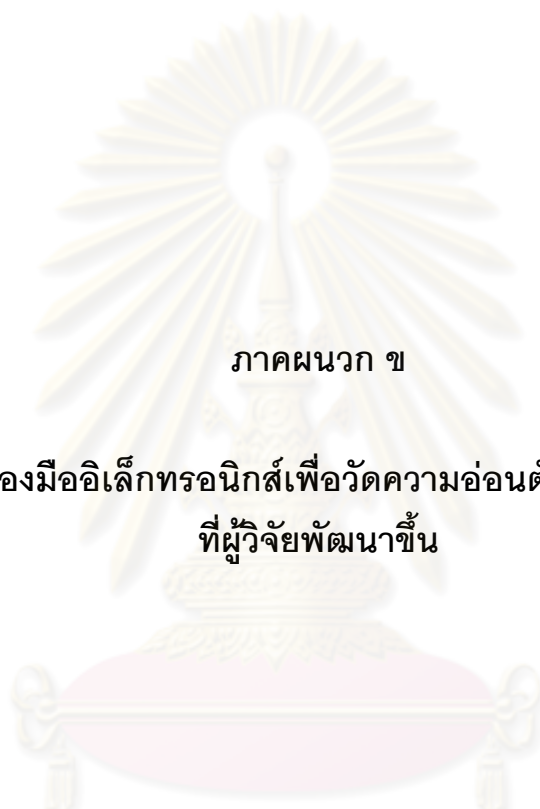 ภาคผนวก ข
องมืออิเล็กทรอนิกส์เพื่อวัดความอ่อนตั
ที่ผู้วิจัยพัฒนาขึ้น